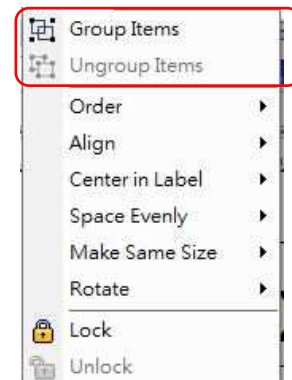 Group Items
Ungroup Items
Order
Align
Center in Label
Space Evenly
Make Same Size
Rotate
Lock
Unlock